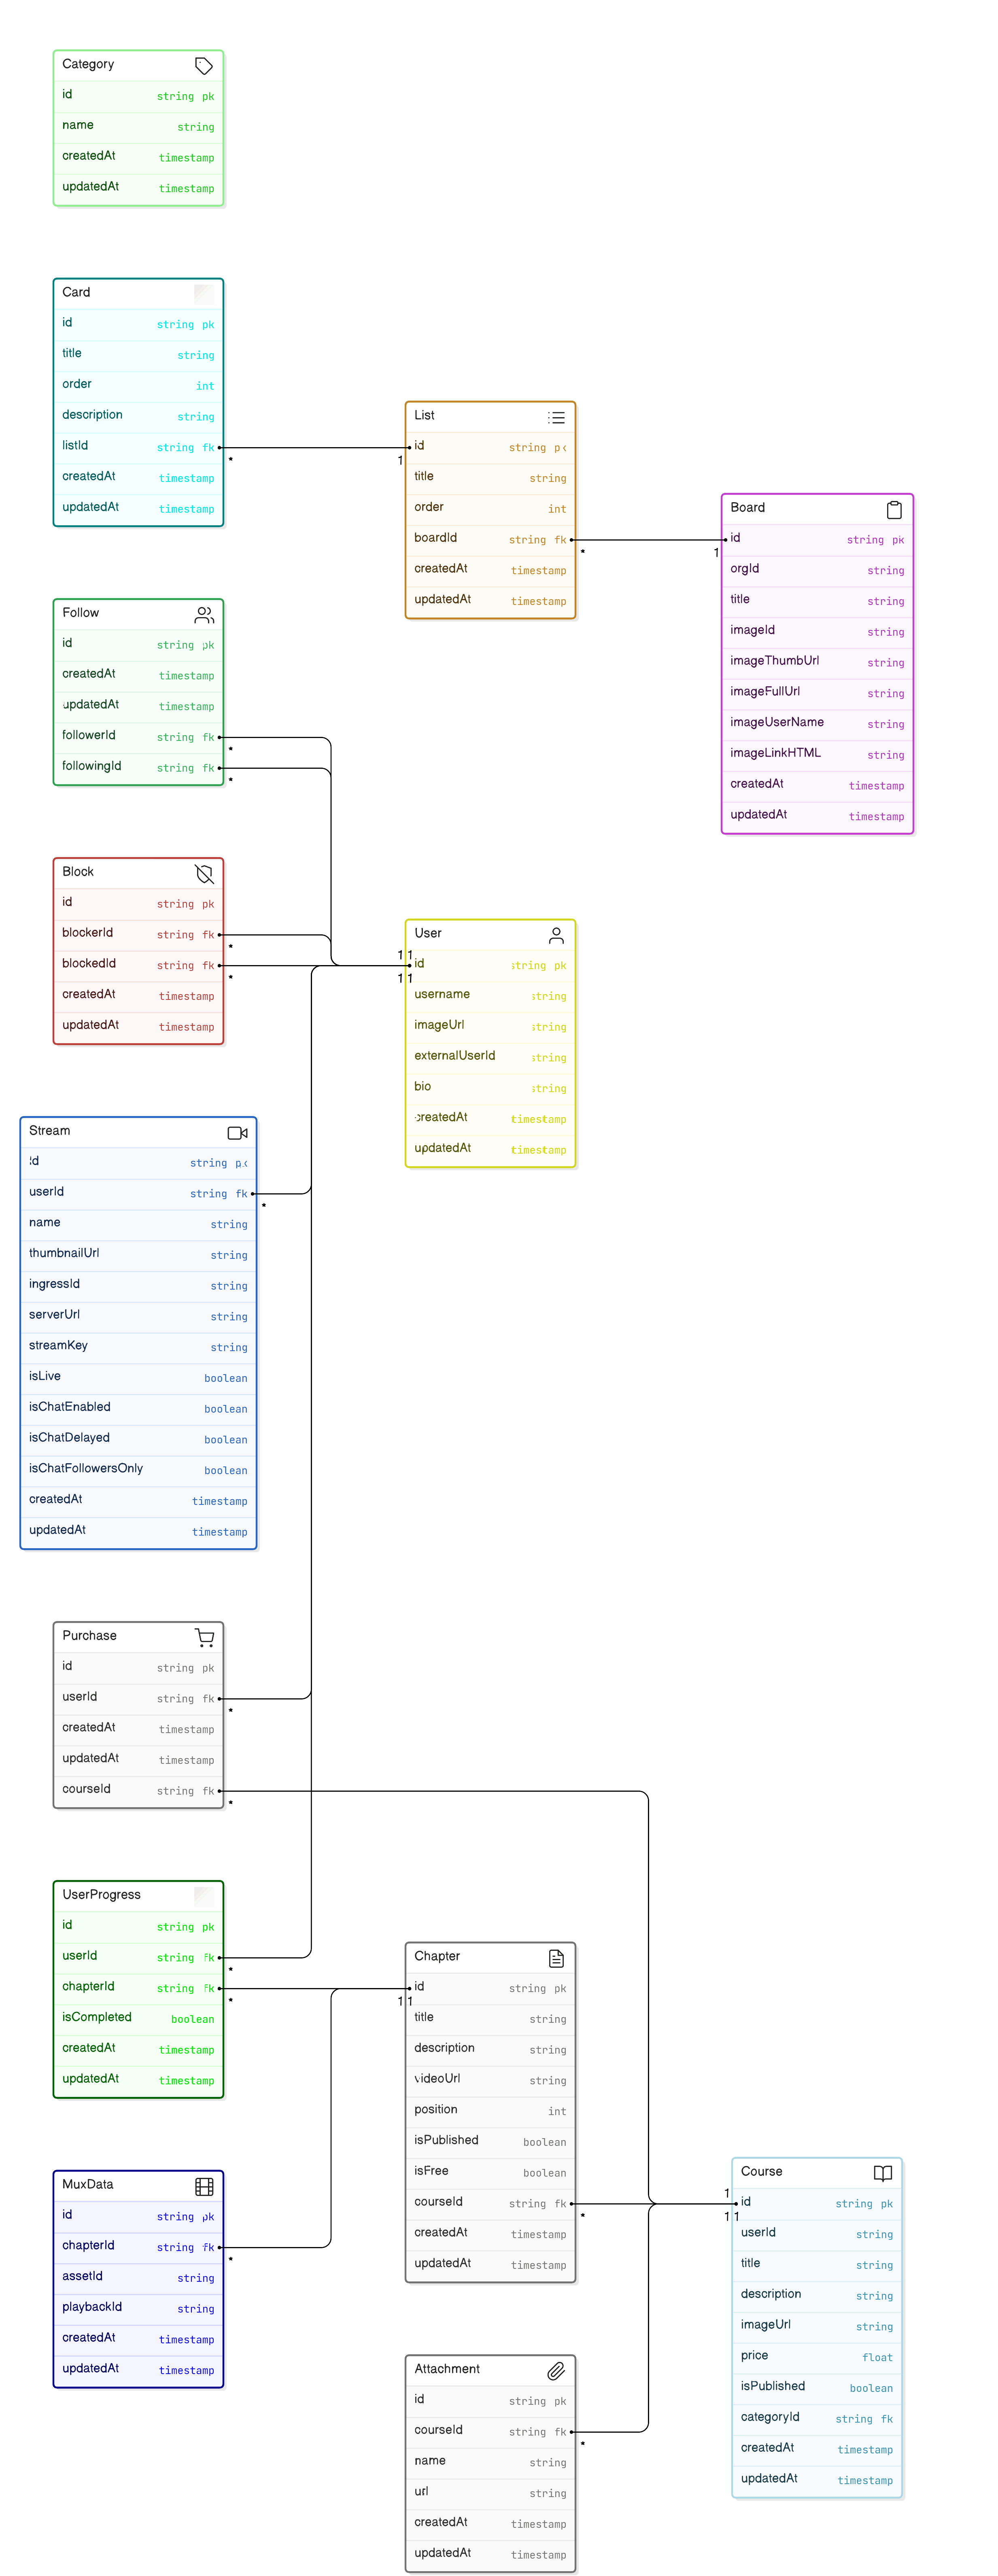 Category
id string pk
name string
createdAt timestamp
updatedAt timestamp
Card
id string pk
title string
order int
description string
listId string fk
* 1
createdAt timestamp
updatedAt timestamp
List
id string pk
title string
order int
boardId string fk
* 1
createdAt timestamp
updatedAt timestamp
Board
id string pk
orgId string
title string
imageId string
imageThumbUrl string
imageFullUrl string
imageUserName string
imageLinkHTML string
createdAt timestamp
updatedAt timestamp
Follow
id string pk
createdAt timestamp
updatedAt timestamp
followerId string fk
*
followingId string fk
*
Block
id string pk
blockerId string fk
*
blockedId string fk
*
createdAt timestamp
updatedAt timestamp
User
1 1
id string pk
1 1
username string
imageUrl string
externalUserId string
bio string
createdAt timestamp
updatedAt timestamp
Stream
id string pk
userId string fk
*
name string
thumbnailUrl string
ingressId string
serverUrl string
streamKey string
isLive boolean
isChatEnabled boolean
isChatDelayed boolean
isChatFollowersOnly boolean
createdAt timestamp
updatedAt timestamp
Purchase
id string pk
userId string fk
*
createdAt timestamp
updatedAt timestamp
courseId string fk
*
UserProgress
id string pk
userId string fk
*
chapterId string fk
*
isCompleted boolean
createdAt timestamp
updatedAt timestamp
Chapter
id string pk
1 1
title string
description string
videoUrl string
position int
isPublished boolean
isFree boolean
courseId string fk
*
createdAt timestamp
updatedAt timestamp
MuxData
id string pk
chapterId string fk
*
assetId string
playbackId string
createdAt timestamp
updatedAt timestamp
Course
1
id string pk
1 1
userId string
title string
description string
imageUrl string
price float
isPublished boolean
categoryId string fk
createdAt timestamp
updatedAt timestamp
Attachment
id string pk
courseId string fk
*
name string
url string
createdAt timestamp
updatedAt timestamp